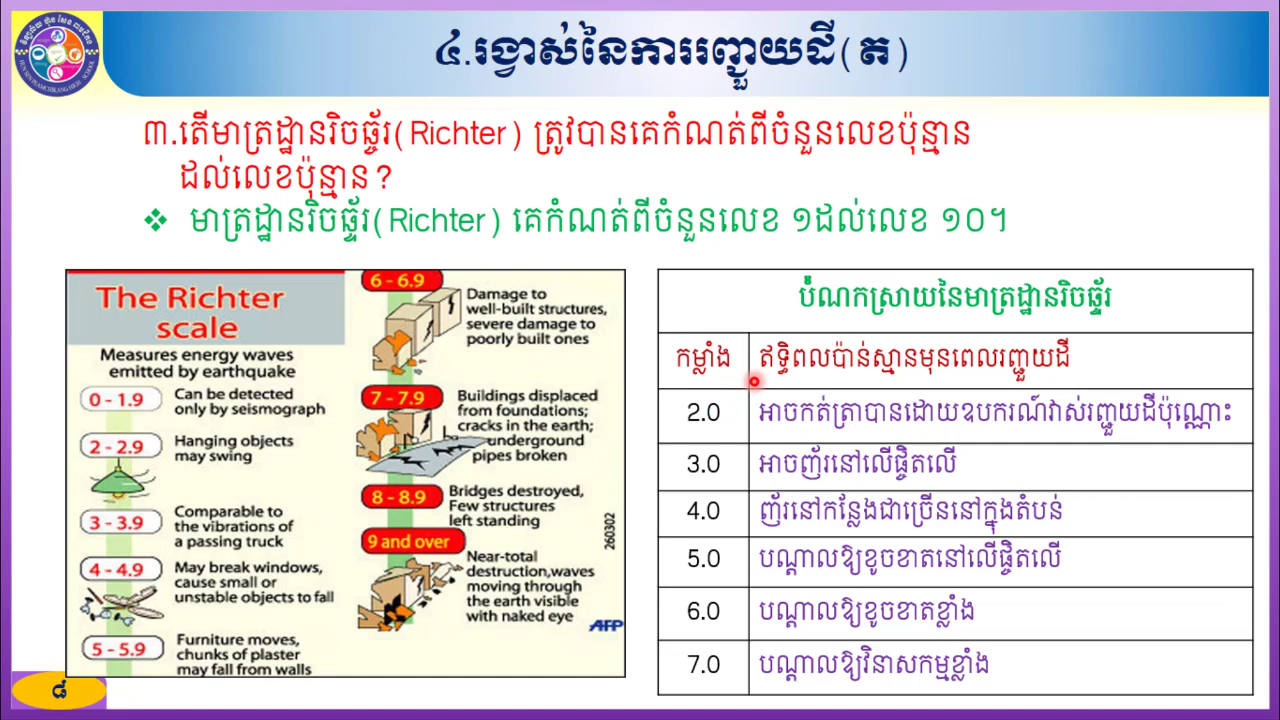 ៤.រង្វាស់នៃការរញ្ជួយដី(ត)
៣.តើមាត្រដ្ឋានរិចឆ្ទ័រ(Richter) ត្រូវបានគេកំណត់ពីចំនួនលេខប៉ុន្មាន
ដល់លេខប៉ុន្មាន?
❖ មាត្រដ្ឋានរិចឆ្ទ័រ(Richter) គេកំណត់ពីចំនួនលេខ ១ដល់លេខ ១០។
The Richter
scale
Measures energy waves
emitted by earthquake
0 - 1.9
Can be detected
only by seismograph
2 - 2.9
Hanging objects
may swing
3 - 3.9
Comparable to
the vibrations of
a passing truck
4 - 4.9
May break windows,
cause small or
unstable objects to fall
5 - 5.9
Furniture moves,
chunks of plaster
may fall from walls
6 - 6.9
Damage to
well-built structures,
severe damage to
poorly built ones
7 - 7.9
Buildings displaced
from foundations;
cracks in the earth;
underground
pipes broken
8 - 8.9
Bridges destroyed,
Few structures
left standing
9 and over
Near-total
destruction,waves
moving through
the earth visible
with naked eye
260302
AFP
បំណកស្រាយនៃមាត្រដ្ឋានរិចឆ្ទ័រ
កម្លាំង ឥទ្ធិពលប៉ាន់ស្មានមុនពេលរញ្ជួយដី
2.0 អាចកត់ត្រាបានដោយឧបករណ៍វាស់រញ្ជួយដីប៉ុណ្ណោះ
3.0 អាចញ័រនៅលើផ្ចិតលើ
4.0 ញ័រនៅកន្លែងជាច្រើននៅក្នុងតំបន់
5.0 បណ្តាលឱ្យខូចខាតនៅលើផ្ចិតលើ
6.0 បណ្តាលឱ្យខូចខាតខ្លាំង
7.0 បណ្តាលឱ្យវិនាសកម្មខ្លាំង
៨